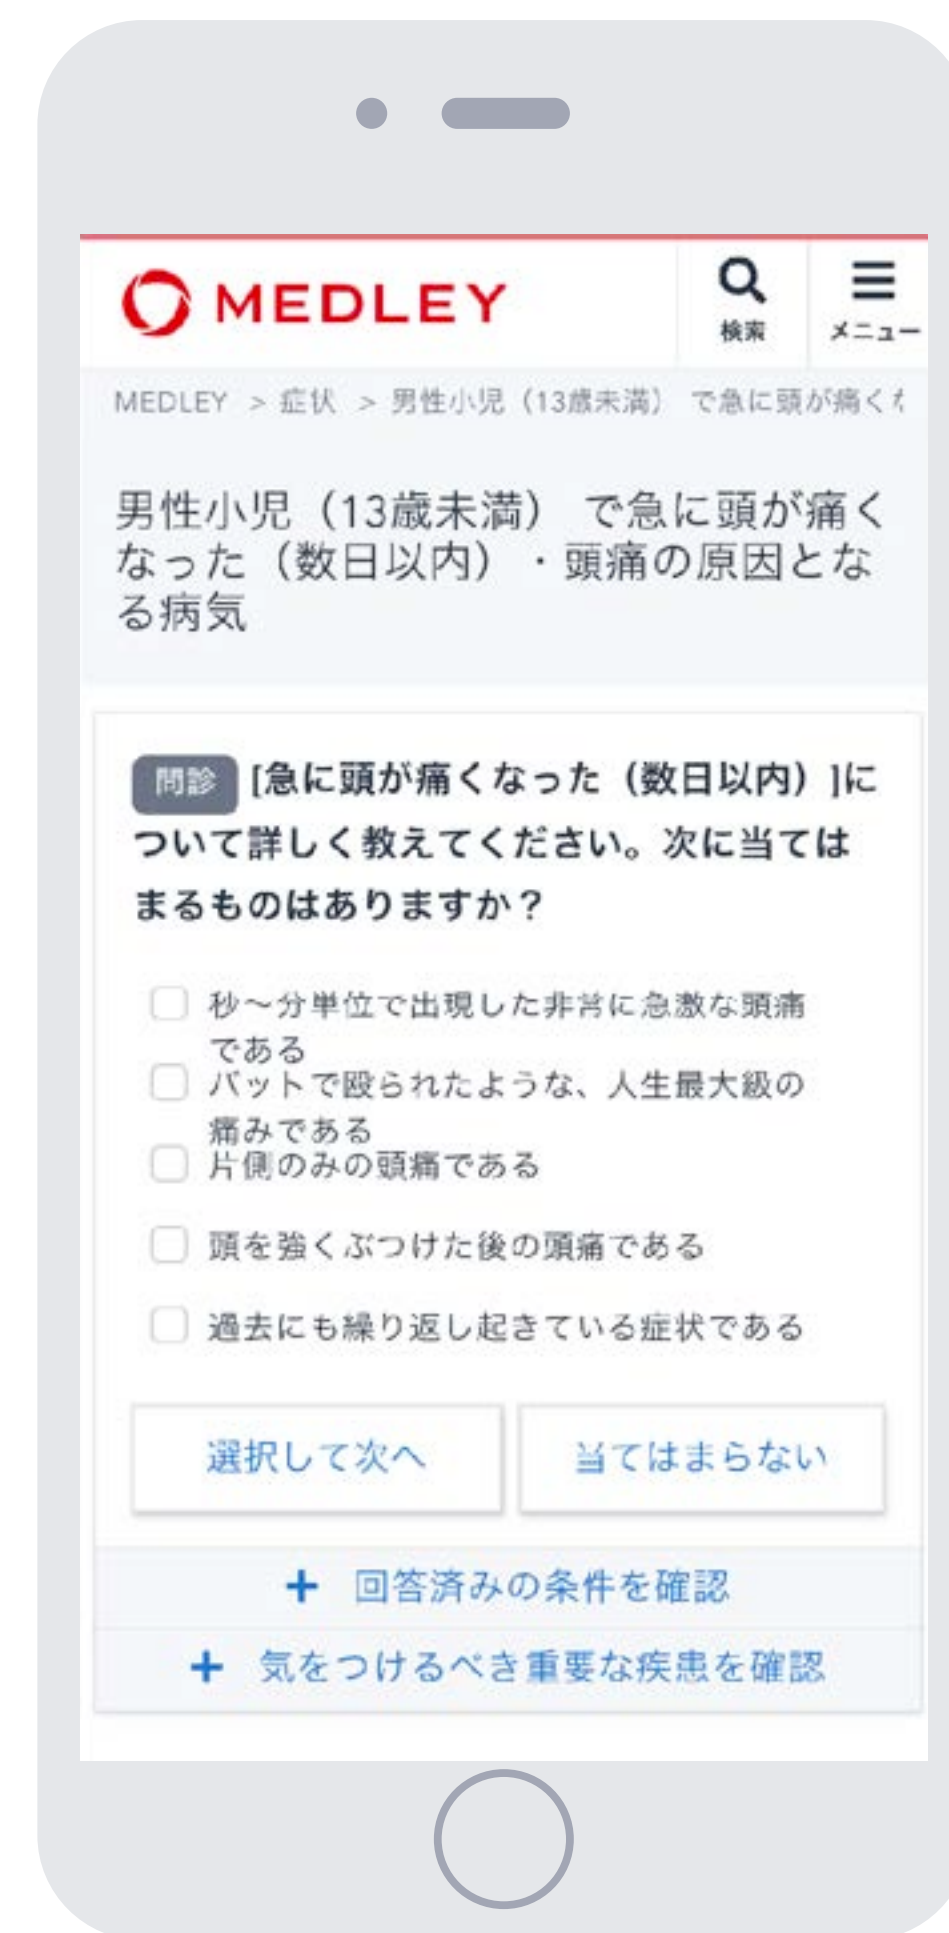 MEDLEY
検索
メニュー
MEDLEY > 症状 > 男性小児（13歳未満） で急に頭が痛く
男性小児（13歳未満） で急に頭が痛く
なった（数日以内）・頭痛の原因とな
る病気
問診 [急に頭が痛くなった（数日以内）]に
ついて詳しく教えてください。次に当ては
まるものはありますか？
秒〜分単位で出現した非常に急激な頭痛
である
バットで殴られたような、人生最大級の
痛みである
片側のみの頭痛である
頭を強くぶつけた後の頭痛である
過去にも繰り返し起きている症状である
選択して次へ
当てはまらない
+ 回答済みの条件を確認
+ 気をつけるべき重要な疾患を確認